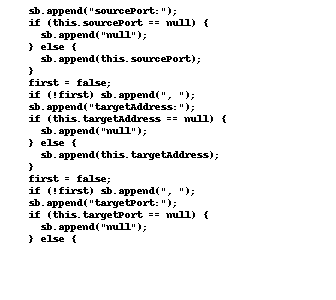 sb.append("sourcePort:");
if (this.sourcePort == null) {
  sb.append("null");
} else {
  sb.append(this.sourcePort);
}
first = false;
if (!first) sb.append(", ");
sb.append("targetAddress:");
if (this.targetAddress == null) {
  sb.append("null");
} else {
  sb.append(this.targetAddress);
}
first = false;
if (!first) sb.append(", ");
sb.append("targetPort:");
if (this.targetPort == null) {
  sb.append("null");
} else {